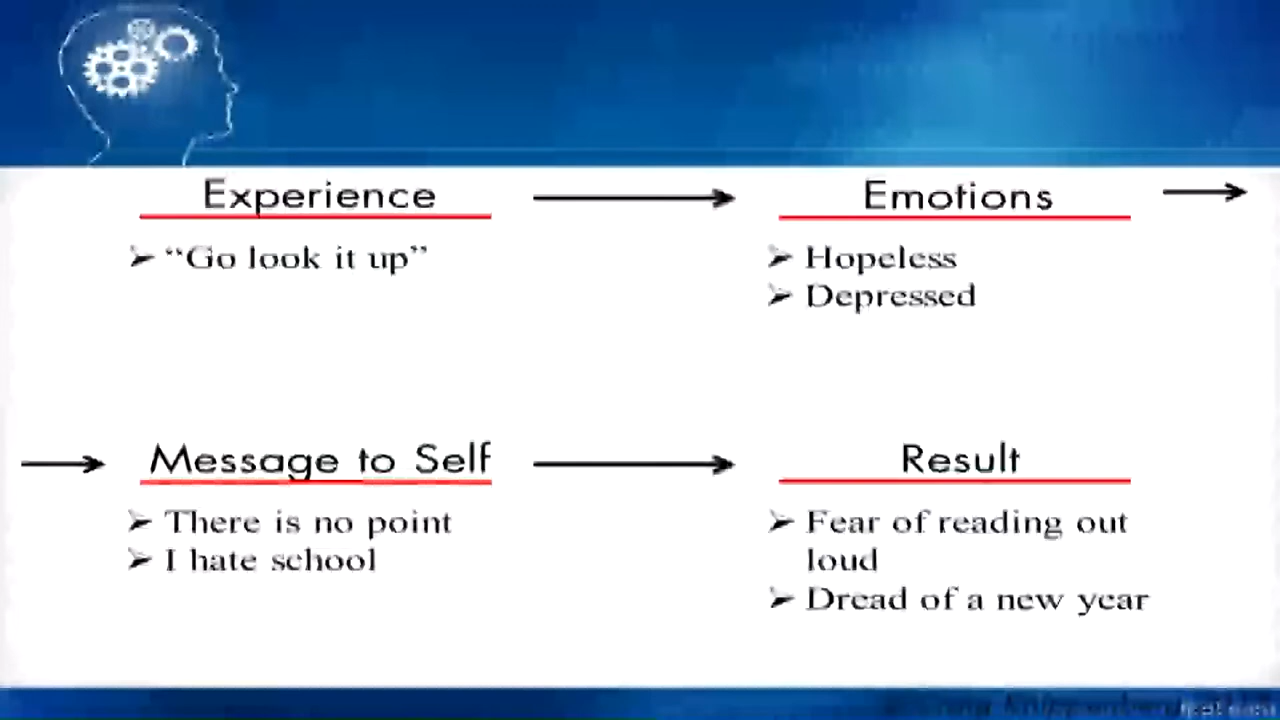 Experience
Emotions
➢ “Go look it up”
➢ Hopeless
➢ Depressed
Message to Self
Result
➢ There is no point
➢ I hate school
➢ Fear of reading out
loud
➢ Dread of a new year